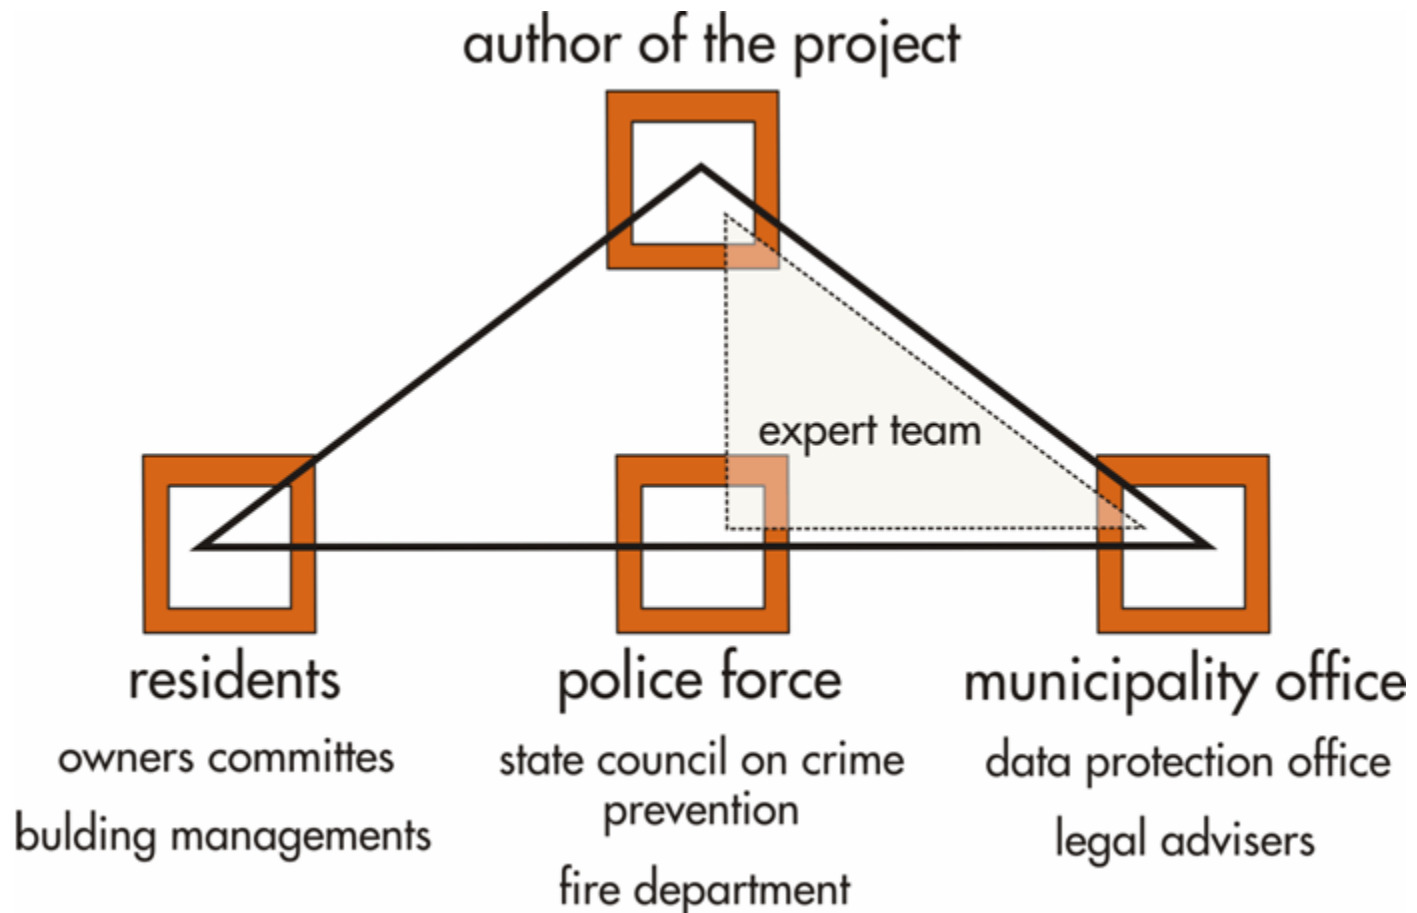 author of the project
expert team
residents
police force
municipality office
owners committes
state council on crime
prevention
data protection office
bulding managements
legal advisers
fire department